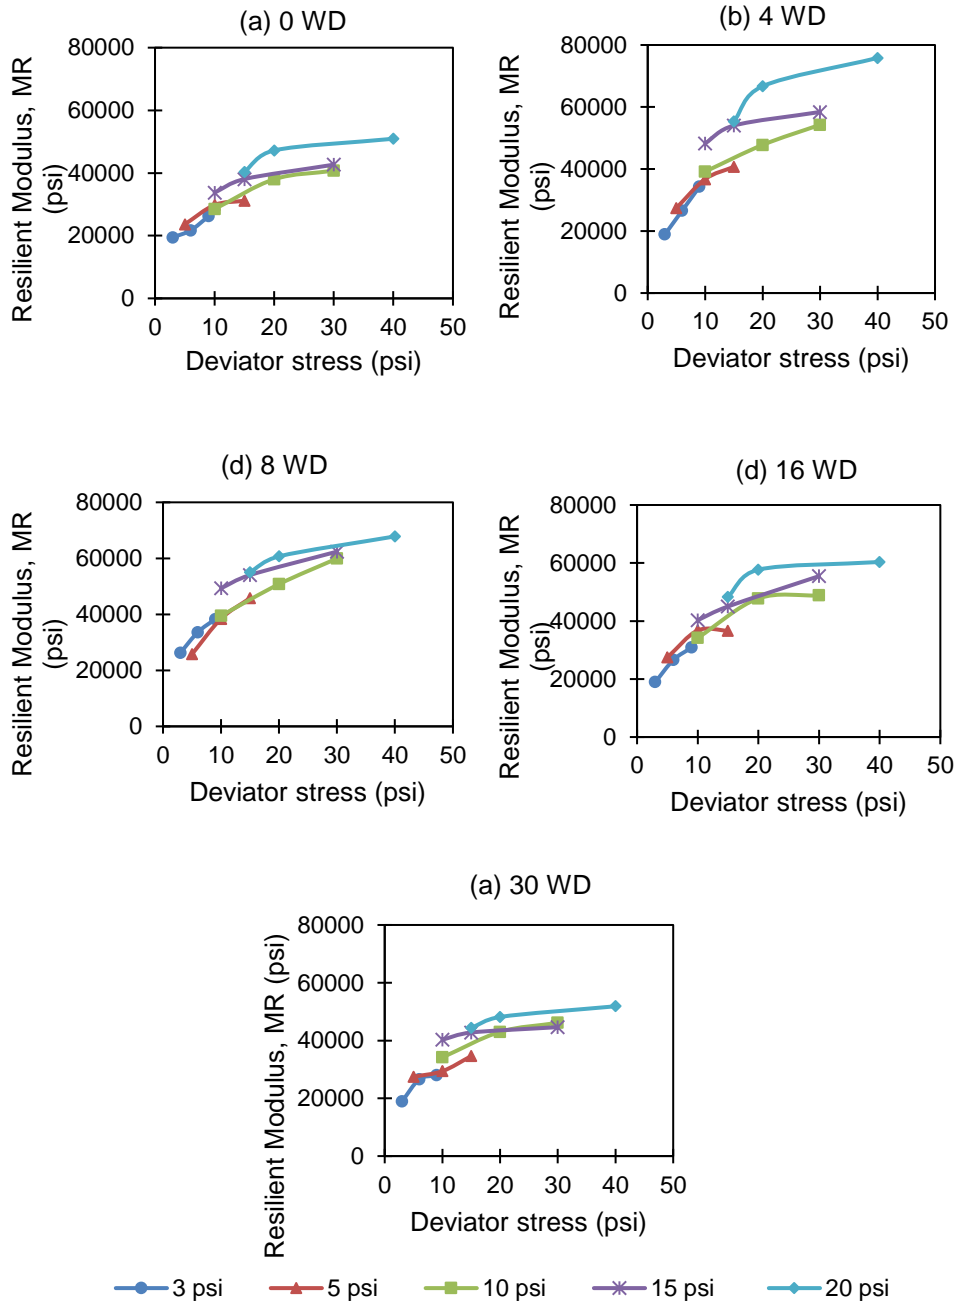 (a) 0 WD
Resilient Modulus, MR
(psi)
80000
60000
40000
20000
0
0 10 20 30 40 50
Deviator stress (psi)
(b) 4 WD
Resilient Modulus, MR
(psi)
80000
60000
40000
20000
0
0 10 20 30 40 50
Deviator stress (psi)
(d) 8 WD
Resilient Modulus, MR
(psi)
80000
60000
40000
20000
0
0 10 20 30 40 50
Deviator stress (psi)
(d) 16 WD
Resilient Modulus, MR
(psi)
80000
60000
40000
20000
0
0 10 20 30 40 50
Deviator stress (psi)
(a) 30 WD
Resilient Modulus, MR (psi)
80000
60000
40000
20000
0
0 10 20 30 40 50
Deviator stress (psi)
3 psi 5 psi 10 psi 15 psi 20 psi